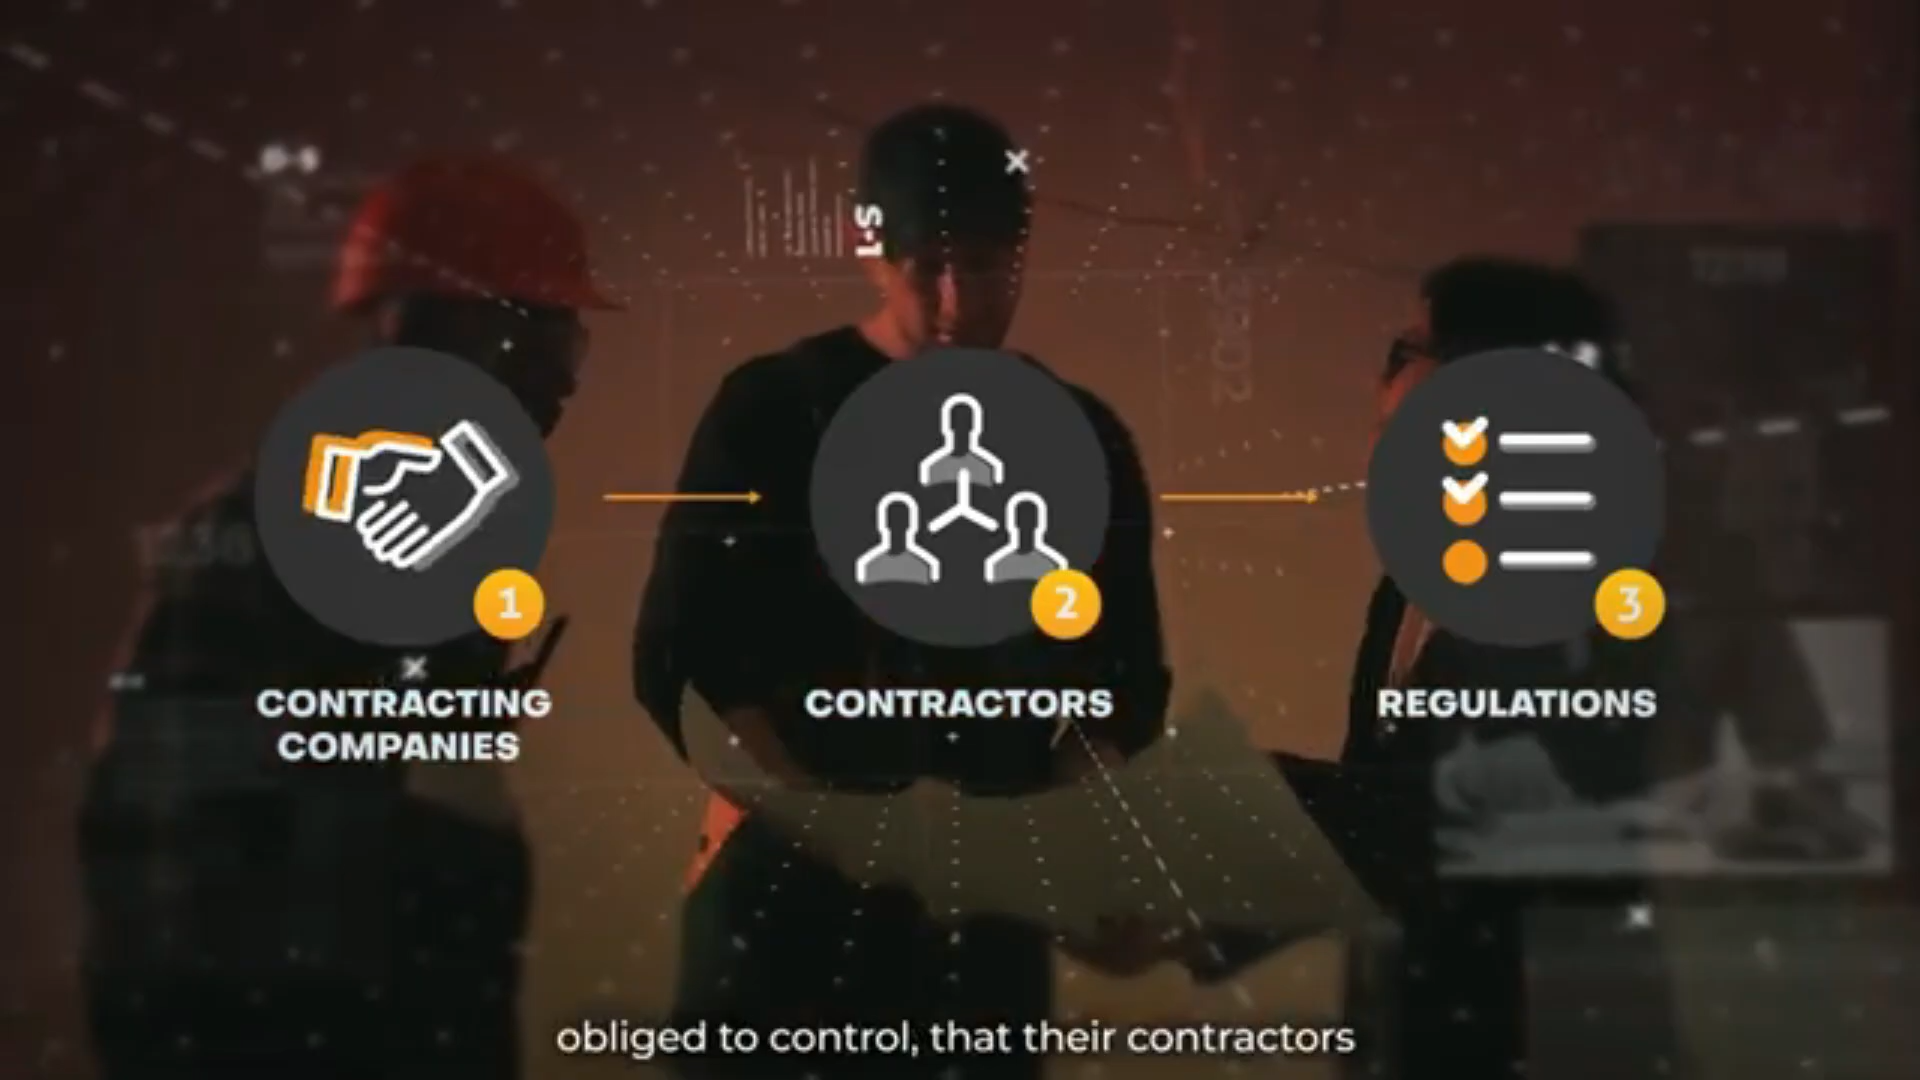 1
2
3
CONTRACTING
COMPANIES
CONTRACTORS
REGULATIONS
obliged to control, that their contractors